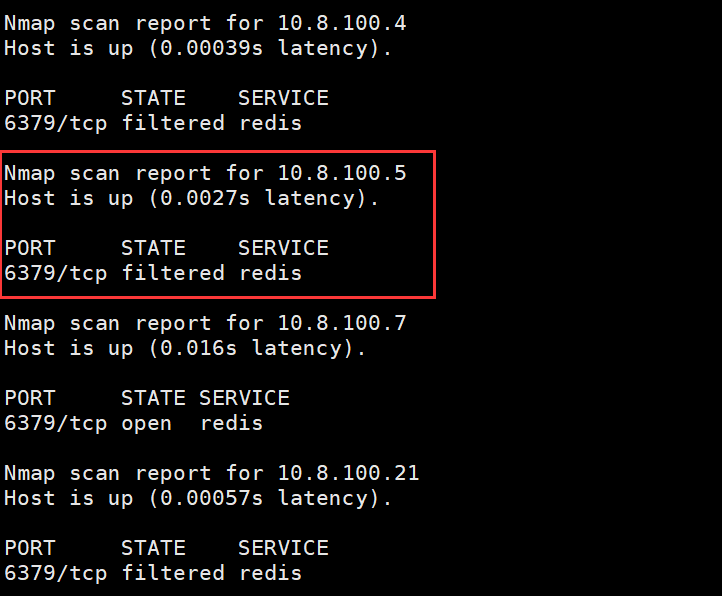 Nmap scan report for 10.8.100.4
Host is up (0.00039s latency).
PORT     STATE    SERVICE
6379/tcp filtered redis
Nmap scan report for 10.8.100.5
Host is up (0.0027s latency).
PORT     STATE    SERVICE
6379/tcp filtered redis
Nmap scan report for 10.8.100.7
Host is up (0.016s latency).
PORT     STATE SERVICE
6379/tcp open  redis
Nmap scan report for 10.8.100.21
Host is up (0.00057s latency).
PORT     STATE    SERVICE
6379/tcp filtered redis